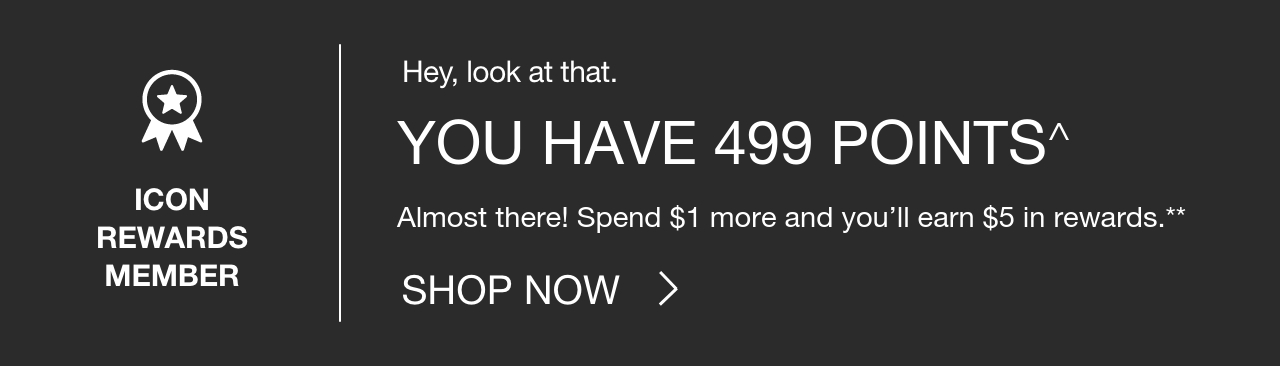 ICON
REWARDS
MEMBER
Hey, look at that.
YOU HAVE 499 POINTS^
Almost there! Spend $1 more and you’ll earn $5 in rewards.**
SHOP NOW